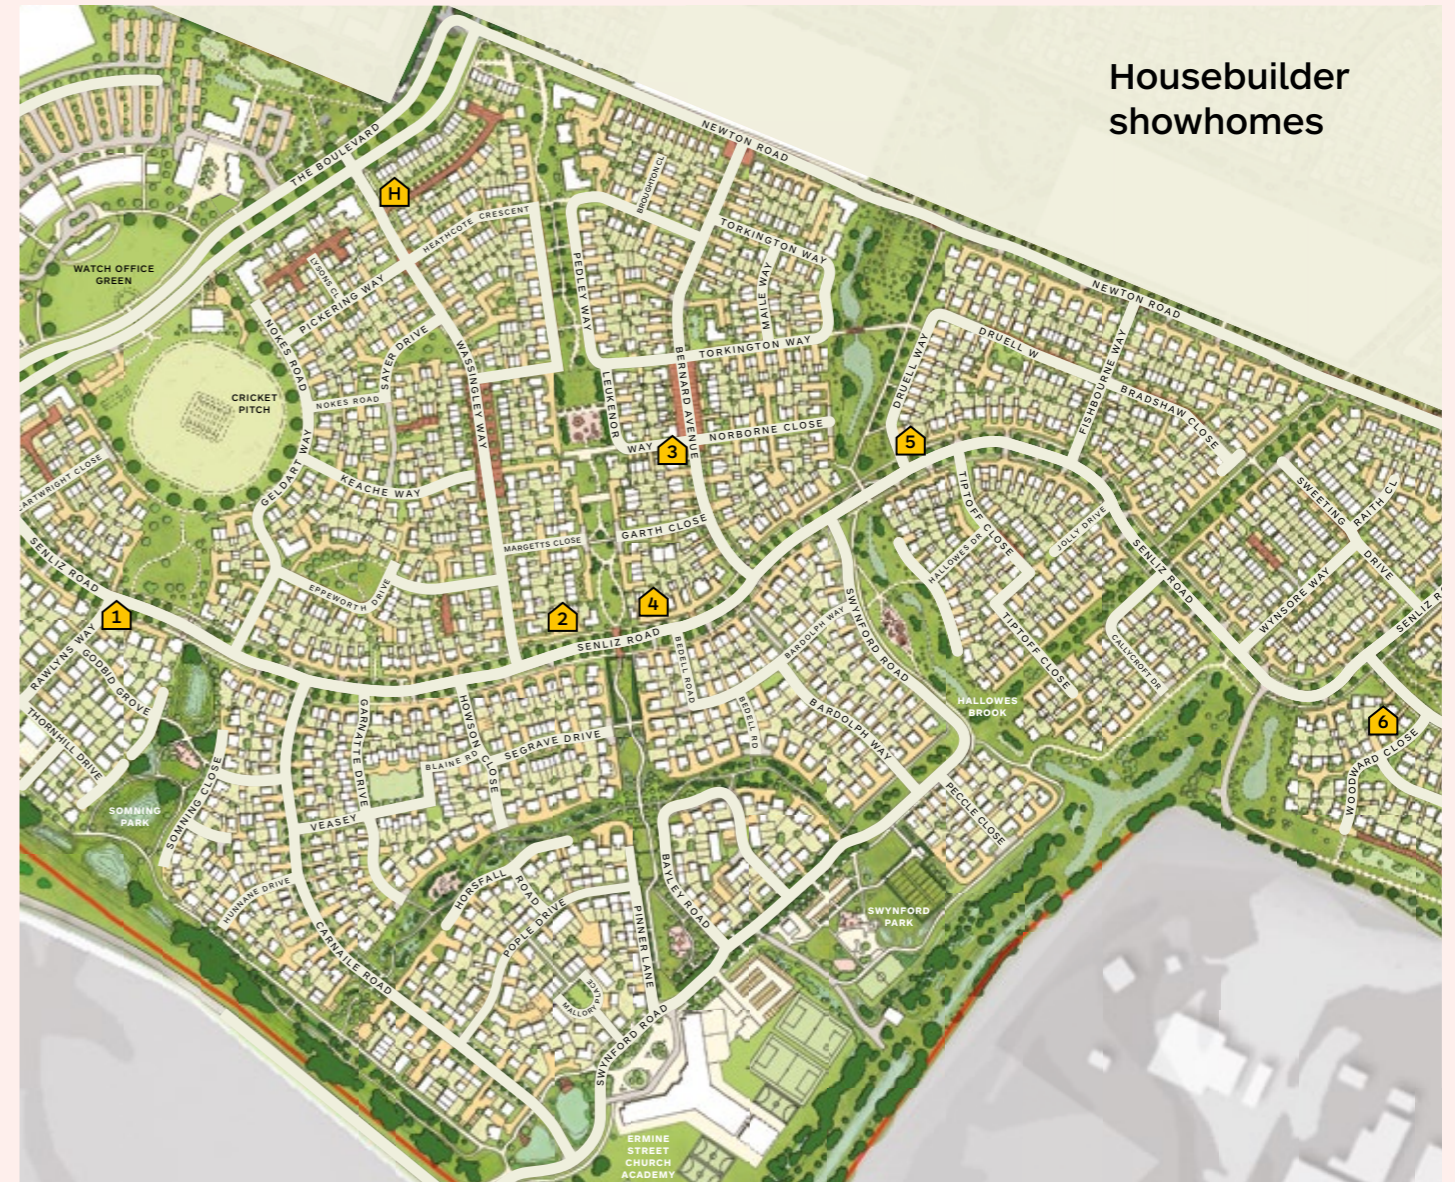 Housebuilder
showhomes
THE BOULEVARD
NEWTON ROAD
H
BROUGHTON CL
HEATHCOTE CRESCENT
TORKINGTON WAY
WATCH OFFICE
GREEN
LYSONS CL
PICKERING WAY
PEDLEY WAY
MAILE WAY
NEWTON ROAD
NOKES ROAD
SAYER DRIVE
WASSINGLEY WAY
BERNARD AVENUE
TORKINGTON WAY
DRUELL WAY
DRUELL W
FISHBOURNE WAY
BRADSHAW CLOSE
CRICKET
PITCH
NOKES ROAD
LEUKENOR
WAY
NORBORNE CLOSE
3
5
GELDART WAY
KEACHE WAY
CARTWRIGHT CLOSE
TIPTOFF CLOSE
SWEETING
DRIVE
RAITH CL
GARTH CLOSE
MARGETTS CLOSE
HALLOWES DR
JOLLY DRIVE
SENLIZ ROAD
SENLIZ ROAD
EPPEWORTH DRIVE
WYNSORE WAY
SENLIZ R
1
2
4
SENLIZ ROAD
BEDELL ROAD
BARDOLPH WAY
SWYNFORD ROAD
TIPTOFF CLOSE
CALLYCROFT DR
RAWLYNS WAY
GODBID GROVE
THORNHILL DRIVE
GARNATTE DRIVE
HOWSON CLOSE
BLAINE RD
SEGRAVE DRIVE
BEDELL RD
BARDOLPH WAY
HALLOWES
BROOK
6
WOODWARD CLOSE
SOMNING
PARK
SOMNING CLOSE
VEASEY
PECCLE CLOSE
HORSFALL
ROAD
BAYLEY ROAD
HUNNANE DRIVE
POPLE DRIVE
PINNER LANE
SWYNFORD
PARK
CARNAILE ROAD
MALLORY PLACE
SWYNFORD ROAD
ERMINE
STREET
CHURCH
ACADEMY